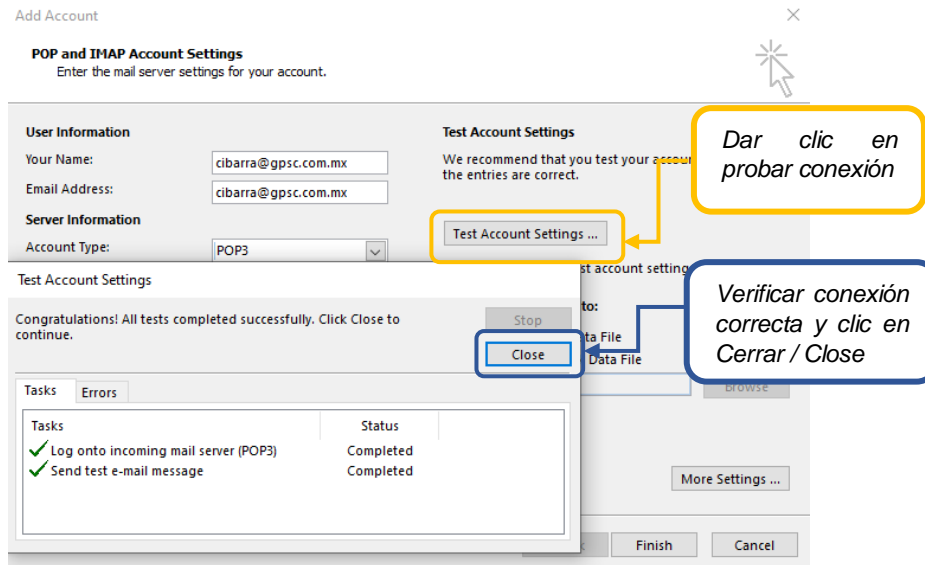 Add Account
POP and IMAP Account Settings
Enter the mail server settings for your account.
User Information
Your Name:
cibarra@gpsc.com.mx
Email Address:
cibarra@gpsc.com.mx
Server Information
Account Type:
POP3
Test Account Settings
We recommend that you test your
the entries are correct.
Test Account Settings ...
account
Dar clic en
probar conexión
Test Account Settings
Congratulations! All tests completed successfully. Click Close to
continue.
Stop
Close
Tasks
Errors
Tasks Status
Log onto incoming mail server (POP3) Completed
Send test e-mail message Completed
to:
Data File
Verificar conexión
correcta y clic en
Cerrar / Close
Browse
More Settings ...
Finish
Cancel